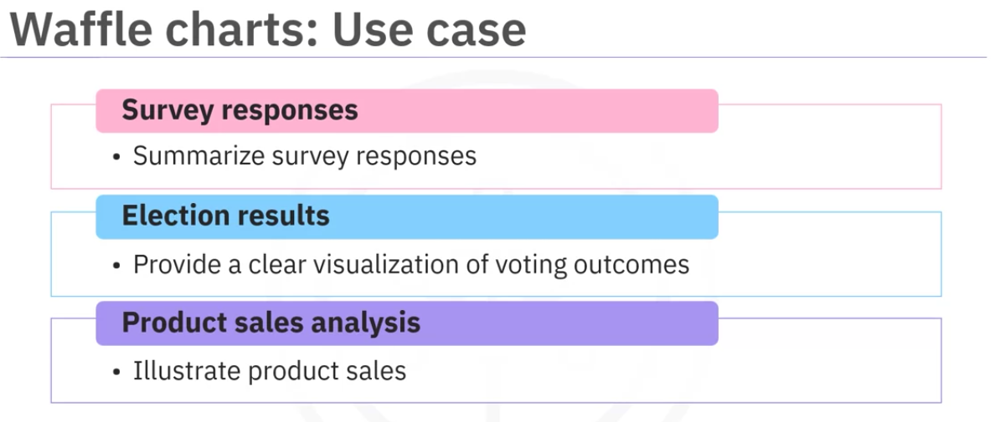 Waffle charts: Use case
Survey responses
• Summarize survey responses
Election results
• Provide a clear visualization of voting outcomes
Product sales analysis
• Illustrate product sales